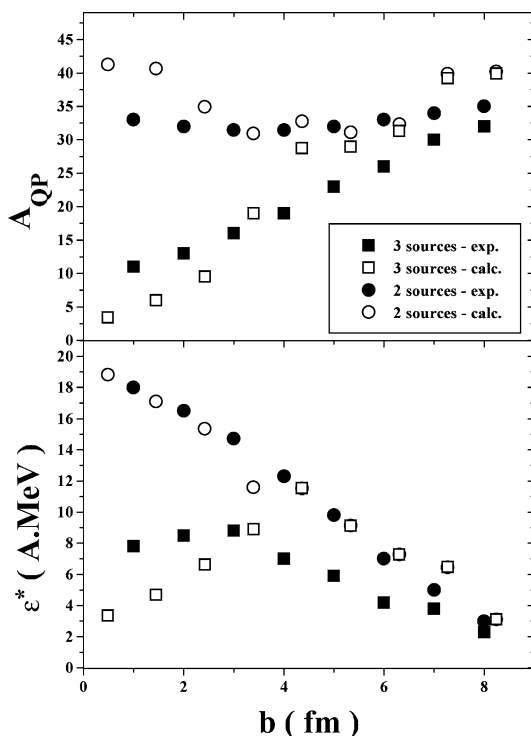 45
40
35
30
25
20
15
10
5
0
A_QP
3 sources - exp.
3 sources - calc.
2 sources - exp.
2 sources - calc.
20
18
16
14
12
10
8
6
4
2
0
ε* ( A.MeV )
0 2 4 6 8
b ( fm )